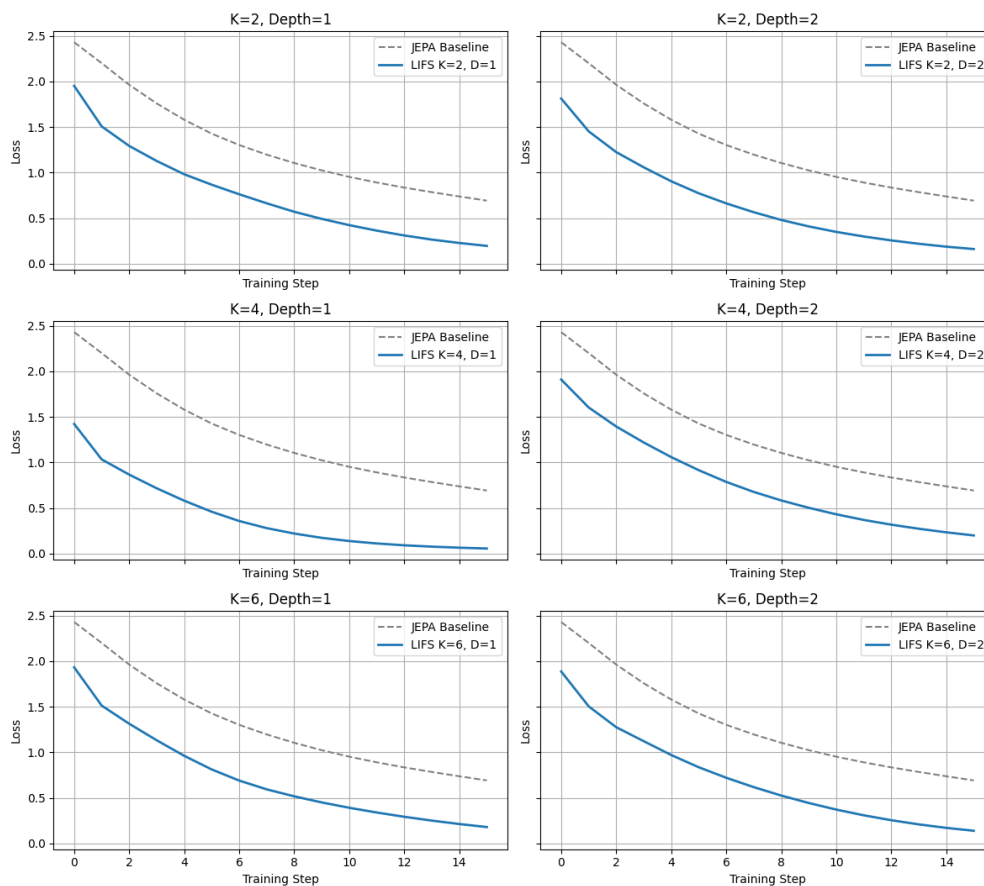 K=2, Depth=1
K=2, Depth=2
2.5
2.0
1.5
1.0
0.5
0.0
Loss
Loss
JEPA Baseline
LIFS K=2, D=1
JEPA Baseline
LIFS K=2, D=2
Training Step
Training Step
K=4, Depth=1
K=4, Depth=2
2.5
2.0
1.5
1.0
0.5
0.0
Loss
Loss
JEPA Baseline
LIFS K=4, D=1
JEPA Baseline
LIFS K=4, D=2
Training Step
Training Step
K=6, Depth=1
K=6, Depth=2
2.5
2.0
1.5
1.0
0.5
0.0
Loss
Loss
JEPA Baseline
LIFS K=6, D=1
JEPA Baseline
LIFS K=6, D=2
0 2 4 6 8 10 12 14
0 2 4 6 8 10 12 14
Training Step
Training Step